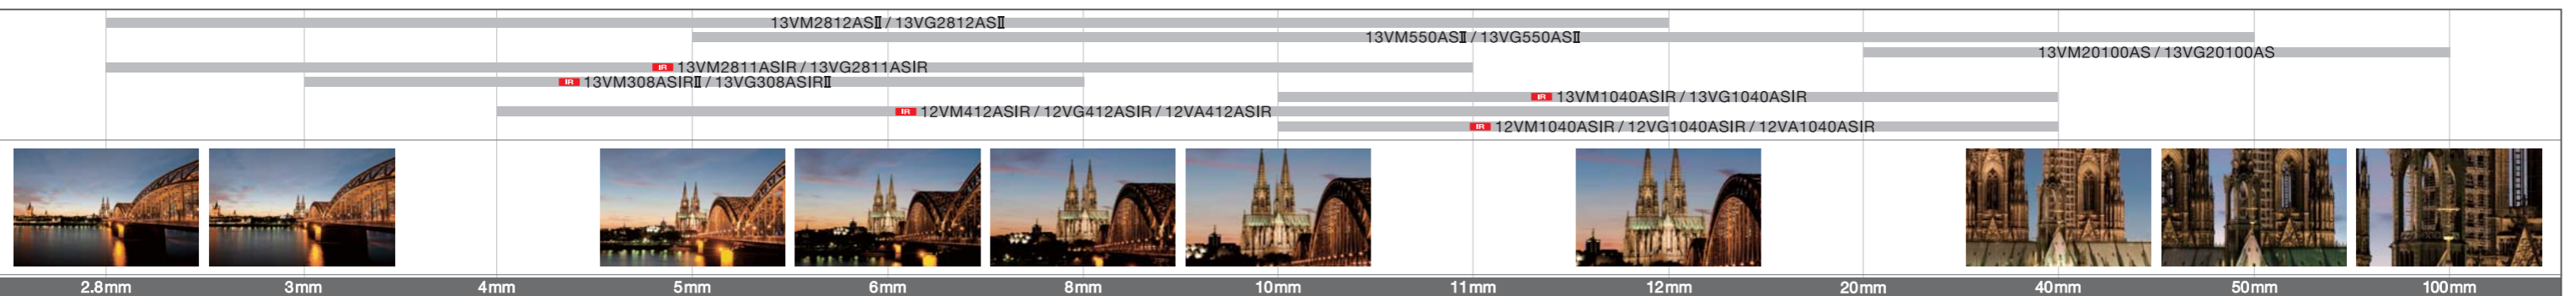 13VM2812ASⅡ / 13VG2812ASⅡ
13VM550ASⅡ / 13VG550ASⅡ
13VM20100AS / 13VG20100AS
IR 13VM2811ASIR / 13VG2811ASIR
IR 13VM308ASIRⅡ / 13VG308ASIRⅡ
IR 13VM1040ASIR / 13VG1040ASIR
IR 12VM412ASIR / 12VG412ASIR / 12VA412ASIR
IR 12VM1040ASIR / 12VG1040ASIR / 12VA1040ASIR
2.8mm 3mm 4mm 5mm 6mm 8mm 10mm 11mm 12mm 20mm 40mm 50mm 100mm